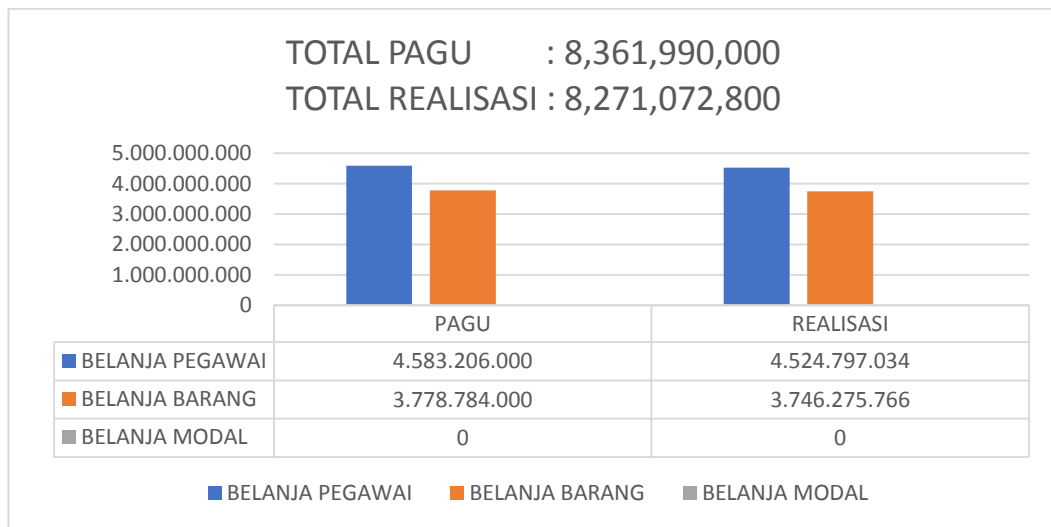 TOTAL PAGU : 8,361,990,000
TOTAL REALISASI : 8,271,072,800
5.000.000.000
4.000.000.000
3.000.000.000
2.000.000.000
1.000.000.000
0
PAGU REALISASI
BELANJA PEGAWAI 4.583.206.000 4.524.797.034
BELANJA BARANG 3.778.784.000 3.746.275.766
BELANJA MODAL 0 0
BELANJA PEGAWAI BELANJA BARANG BELANJA MODAL